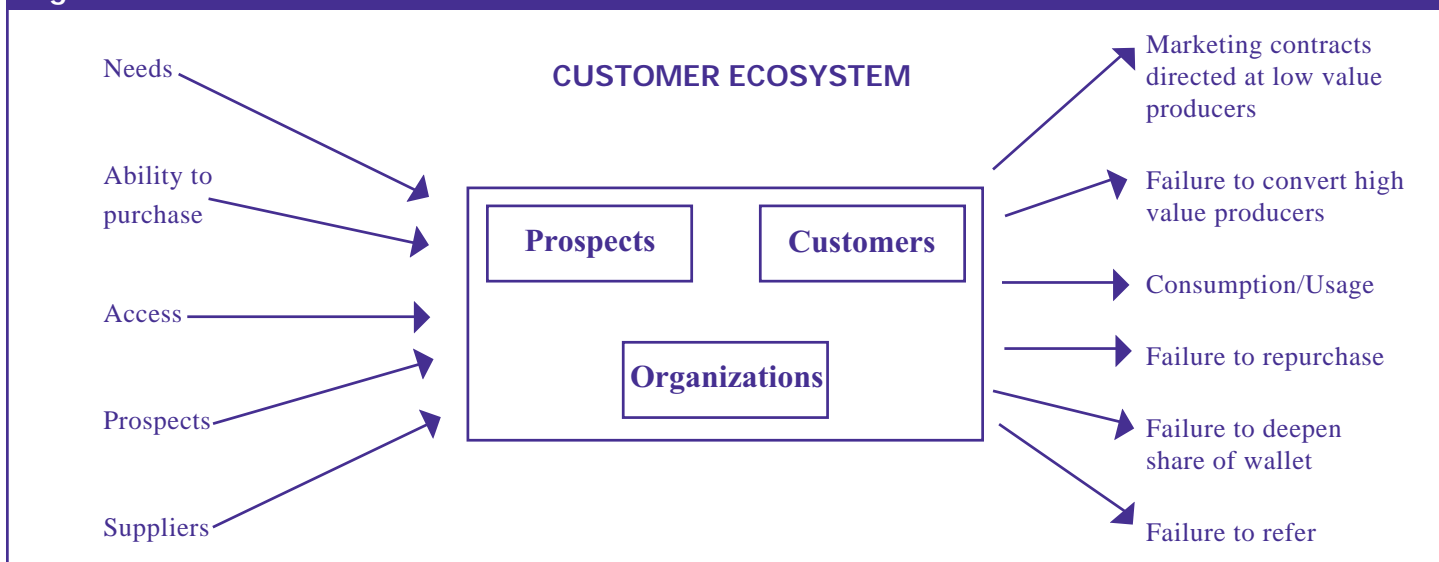 CUSTOMER ECOSYSTEM
Needs
Ability to
purchase
Access
Prospects
Suppliers
Prospects
Customers
Organizations
Marketing contracts
directed at low value
producers
Failure to convert high
value producers
Consumption/Usage
Failure to repurchase
Failure to deepen
share of wallet
Failure to refer